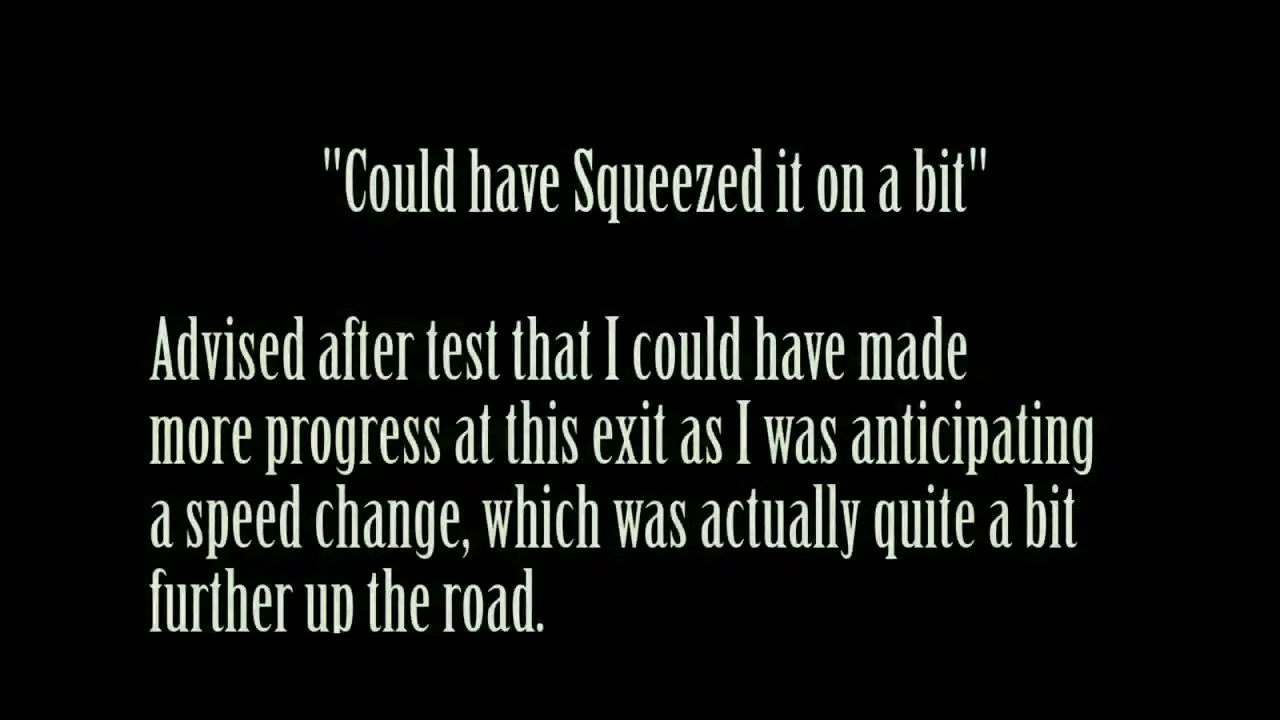 "Could have Squeezed it on a bit"
Advised after test that I could have made
more progress at this exit as I was anticipating
a speed change, which was actually quite a bit
further up the road.